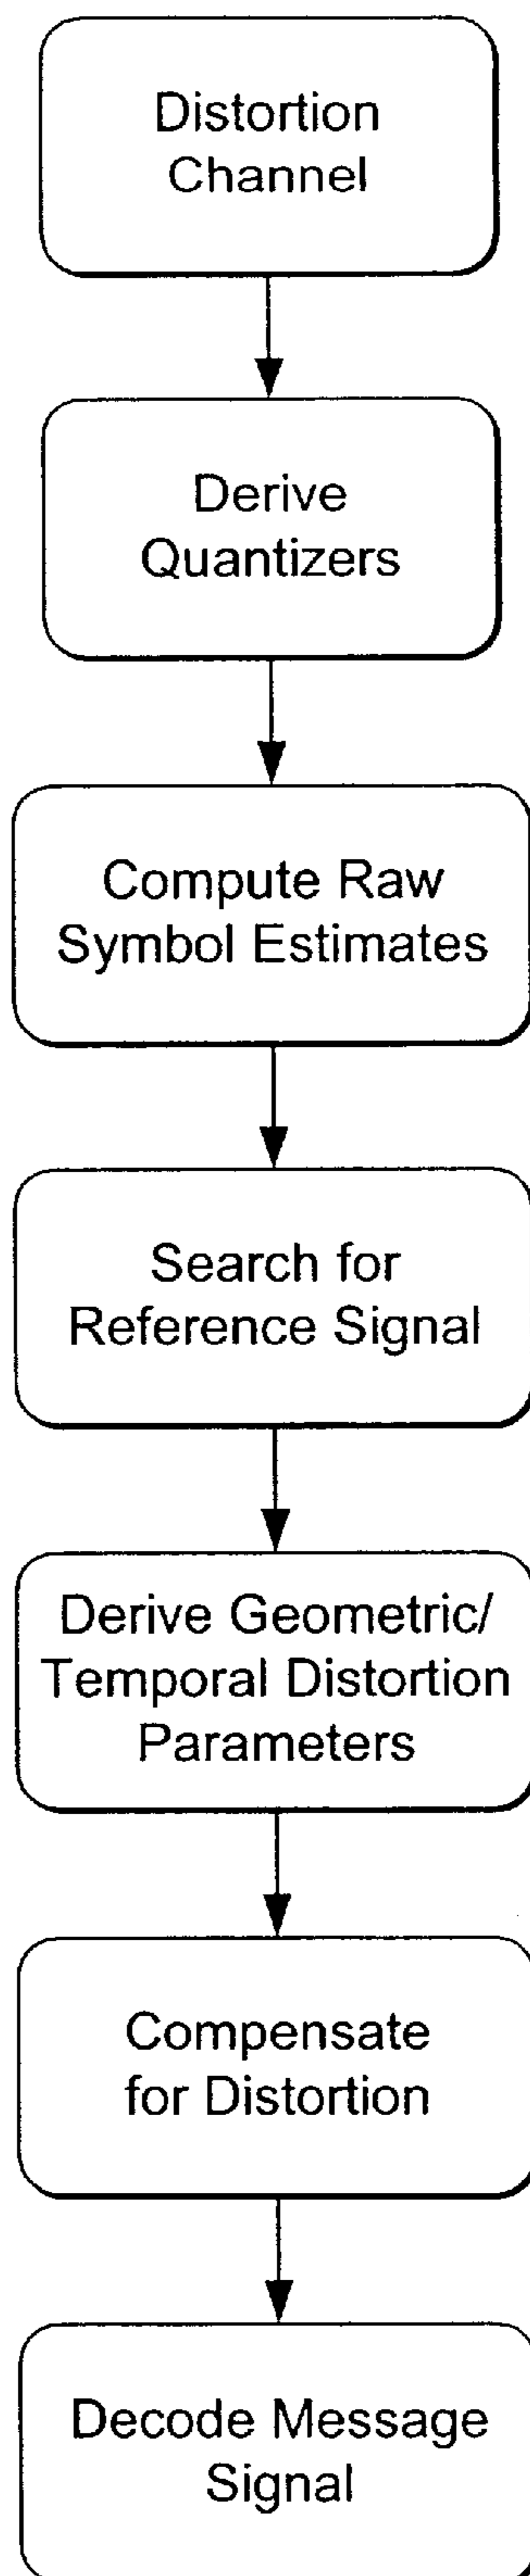 Distortion
Channel
Derive
Quantizers
Compute Raw
Symbol Estimates
Search for
Reference Signal
Derive Geometric/
Temporal Distortion
Parameters
Compensate
for Distortion
Decode Message
Signal